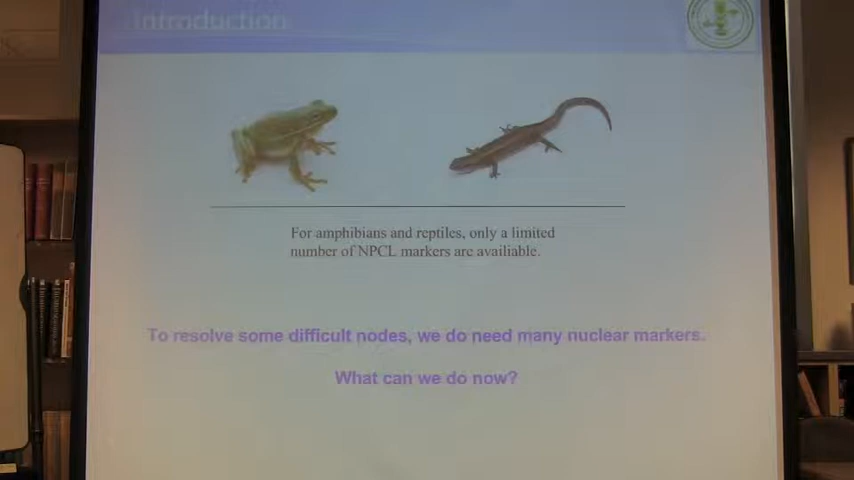 Introduction
For amphibians and reptiles, only a limited
number of NPCL markers are availiable.
To resolve some difficult nodes, we do need many nuclear markers.
What can we do now?